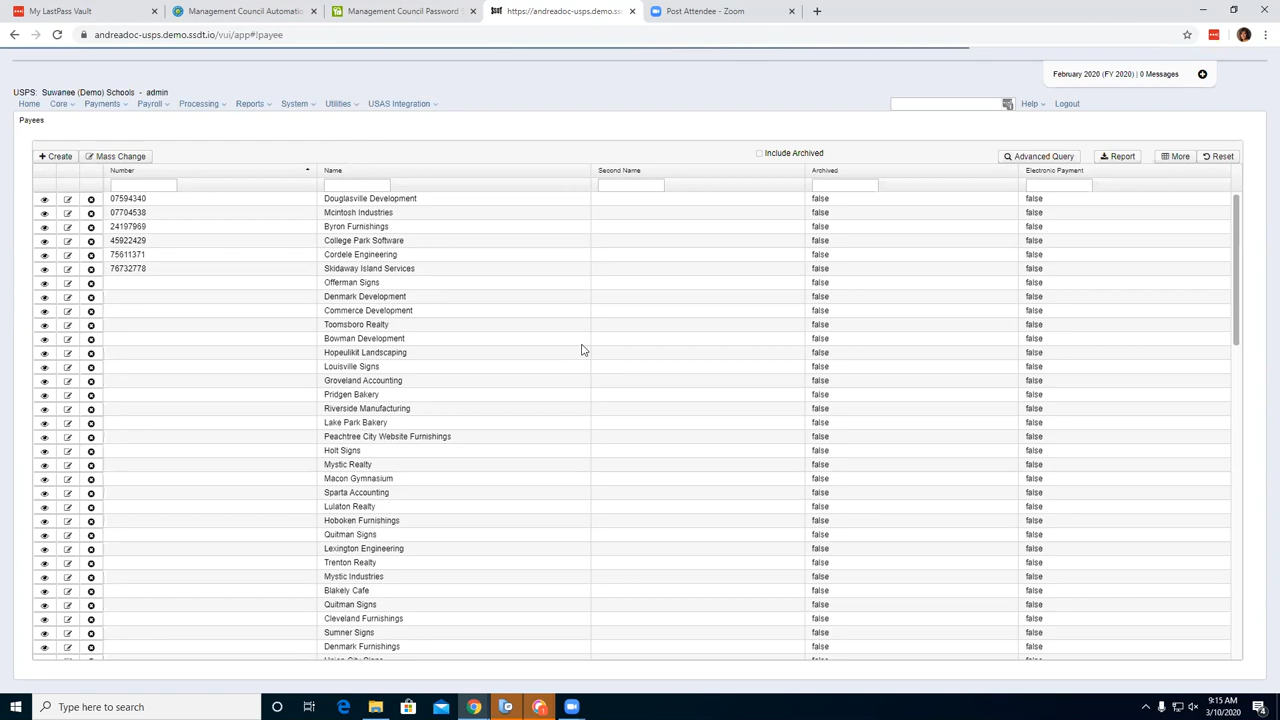 My LastPass Vault
Management Council Automatic
Management Council Password
https://andreadoc-usps.demo.ssd
Post Attendee - Zoom
andreadoc-usps.demo.ssdt.io/vui/app#!payee
February 2020 (FY 2020) | 0 Messages
USPS: Suwanee (Demo) Schools - admin
Home Core Payments Payroll Processing Reports System Utilities USAS Integration Help Logout
Payees
Create Mass Change Include Archived Advanced Query Report More Reset
Number Name Second Name Archived Electronic Payment
07594340 Douglasville Development false false
07704538 Mcintosh Industries false false
24197969 Byron Furnishings false false
45922429 College Park Software false false
75611371 Cordele Engineering false false
76732778 Skidaway Island Services false false
Offerman Signs false false
Denmark Development false false
Commerce Development false false
Toomsboro Realty false false
Bowman Development false false
Hopeulikit Landscaping false false
Louisville Signs false false
Groveland Accounting false false
Pridgen Bakery false false
Riverside Manufacturing false false
Lake Park Bakery false false
Peachtree City Website Furnishings false false
Holt Signs false false
Mystic Realty false false
Macon Gymnasium false false
Sparta Accounting false false
Lulaton Realty false false
Hoboken Furnishings false false
Quitman Signs false false
Lexington Engineering false false
Trenton Realty false false
Mystic Industries false false
Blakely Cafe false false
Quitman Signs false false
Cleveland Furnishings false false
Sumner Signs false false
Denmark Furnishings false false
Type here to search
9:15 AM
3/10/2020
4